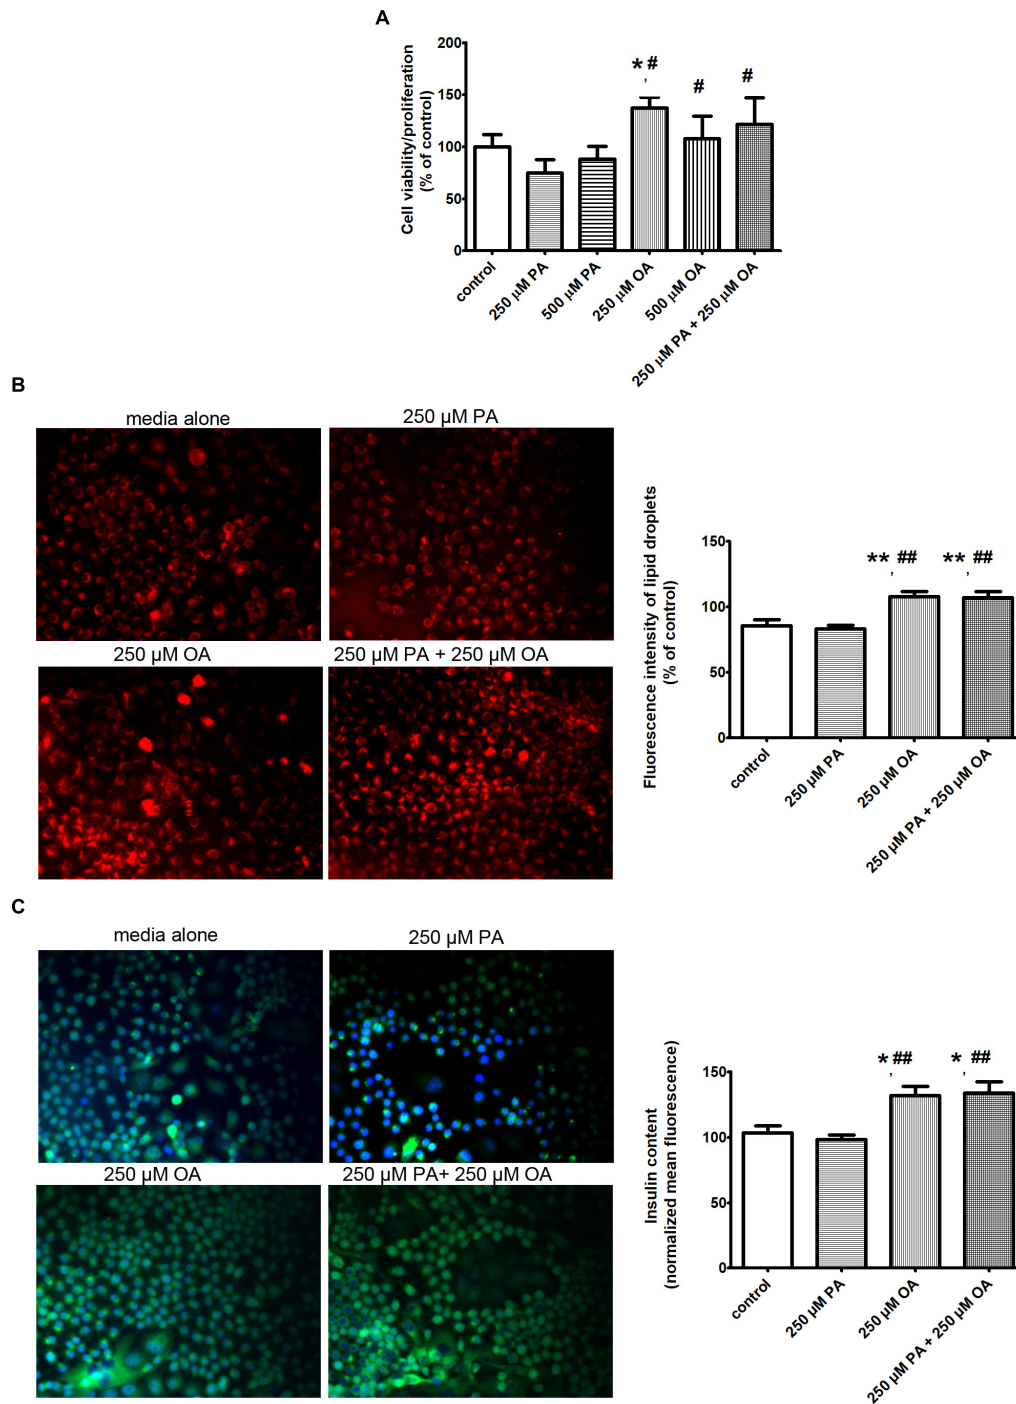 A
Cell viability/proliferation
(% of control)
200
150
100
50
0
*,#
#
#
control
250 µM PA
500 µM PA
250 µM OA
500 µM OA
250 µM PA + 250 µM OA
B
media alone
250 µM PA
250 µM OA
250 µM PA + 250 µM OA
Fluorescence intensity of lipid droplets
(% of control)
150
100
50
0
**,##
**,##
control
250 µM PA
250 µM OA
250 µM PA + 250 µM OA
C
media alone
250 µM PA
250 µM OA
250 µM PA+ 250 µM OA
Insulin content
(normalized mean fluorescence)
150
100
50
0
*,##
*,##
control
250 µM PA
250 µM OA
250 µM PA + 250 µM OA